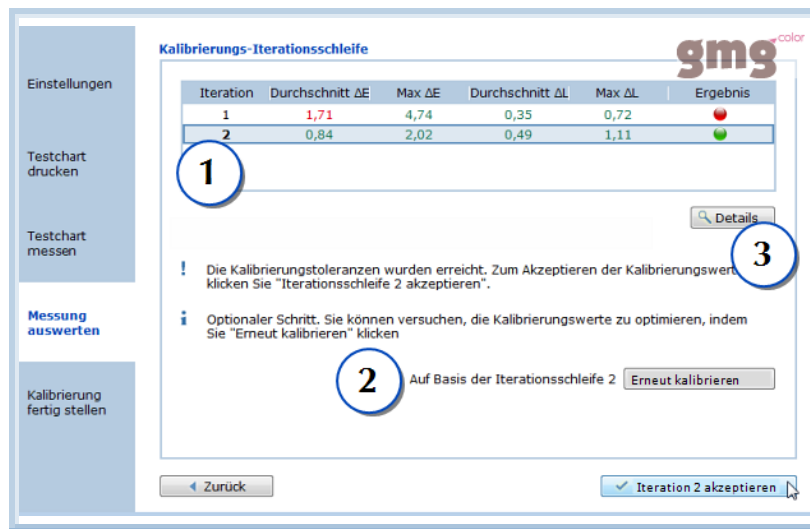 gmg color
Kalibrierungs-Iterationsschleife
Einstellungen
Testchart
drucken
Testchart
messen
Messung
auswerten
Kalibrierung
fertig stellen
Iteration Durchschnitt ΔE Max ΔE Durchschnitt ΔL Max ΔL Ergebnis
1 1,71 4,74 0,35 0,72
2 0,84 2,02 0,49 1,11
1
Details
3
! Die Kalibrierungstoleranzen wurden erreicht. Zum Akzeptieren der
klicken Sie "Iterationsschleife 2 akzeptieren".
i Optionaler Schritt. Sie können versuchen, die Kalibrierungswerte zu optimieren, indem
Sie "Erneut kalibrieren" klicken
2
Auf Basis der Iterationsschleife 2 Erneut kalibrieren
Zurück
Iteration 2 akzeptieren